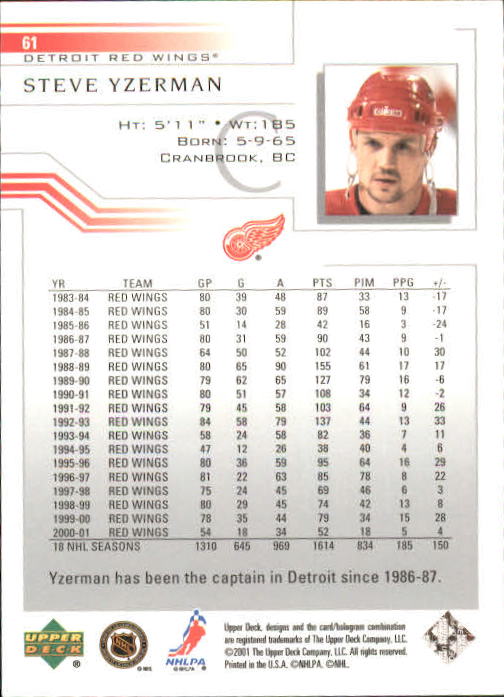 61
DETROIT RED WINGS®
STEVE YZERMAN
C
HT: 5'11" • WT:185
BORN: 5-9-65
CRANBROOK, BC
®
YR TEAM GP G A PTS PIM PPG +/-
1983-84 RED WINGS 80 39 48 87 33 13 -17
1984-85 RED WINGS 80 30 59 89 58 9 -17
1985-86 RED WINGS 51 14 28 42 16 3 -24
1986-87 RED WINGS 80 31 59 90 43 9 -1
1987-88 RED WINGS 64 50 52 102 44 10 30
1988-89 RED WINGS 80 65 90 155 61 17 17
1989-90 RED WINGS 79 62 65 127 79 16 -6
1990-91 RED WINGS 80 51 57 108 34 12 -2
1991-92 RED WINGS 79 45 58 103 64 9 26
1992-93 RED WINGS 84 58 79 137 44 13 33
1993-94 RED WINGS 58 24 58 82 36 7 11
1994-95 RED WINGS 47 12 26 38 40 4 6
1995-96 RED WINGS 80 36 59 95 64 16 29
1996-97 RED WINGS 81 22 63 85 78 8 22
1997-98 RED WINGS 75 24 45 69 46 6 3
1998-99 RED WINGS 80 29 45 74 42 13 8
1999-00 RED WINGS 78 35 44 79 34 15 28
2000-01 RED WINGS 54 18 34 52 18 5 4
18 NHL SEASONS 1310 645 969 1614 834 185 150
Yzerman has been the captain in Detroit since 1986-87.
UPPER DECK ®
NHL
©NHL
NHLPA
©NHLPA
Upper Deck, designs and the card/hologram combination
are registered trademarks of The Upper Deck Company, LLC.
©2001 The Upper Deck Company, LLC. All rights reserved.
Printed in the U.S.A. ©NHLPA. ©NHL.